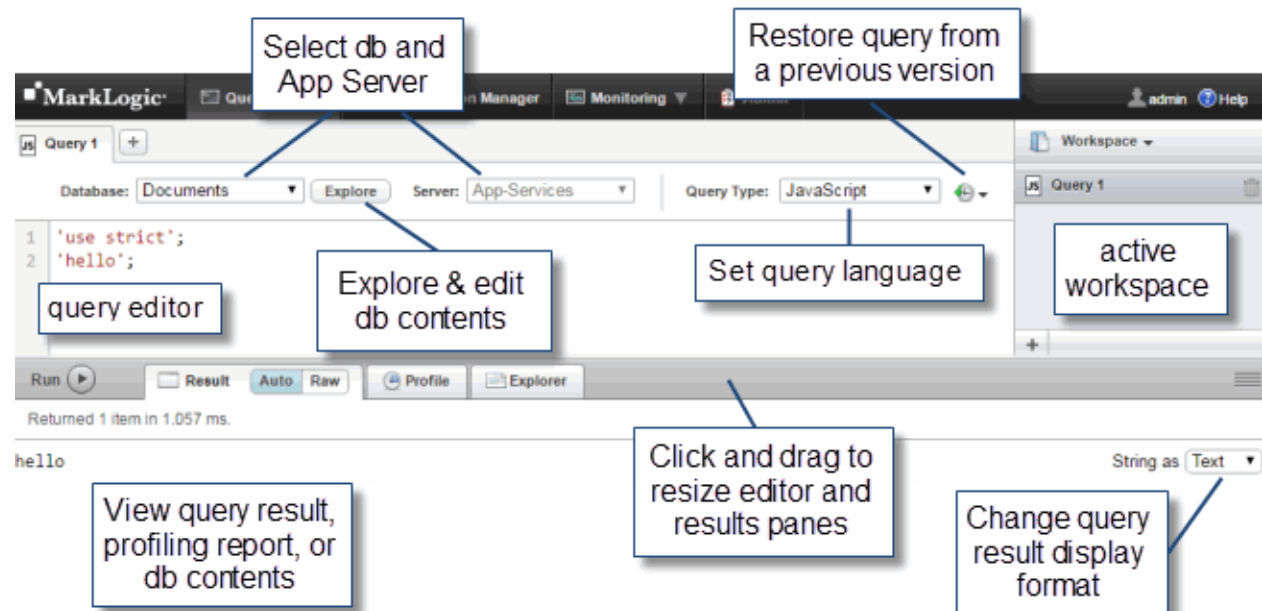 Select db and
App Server
Restore query from
a previous version
MarkLogic
Manager
Monitoring
admin
Help
Query 1
+
Workspace
Database: Documents
Explore
Server: App-Services
Query Type: JavaScript
Query 1
1 'use strict';
2 'hello';
query editor
Explore & edit
db contents
Set query language
active
workspace
+
Run
Result
Auto
Raw
Profile
Explorer
Returned 1 item in 1.057 ms.
hello
String as Text
View query result,
profiling report, or
db contents
Click and drag to
resize editor and
results panes
Change query
result display
format